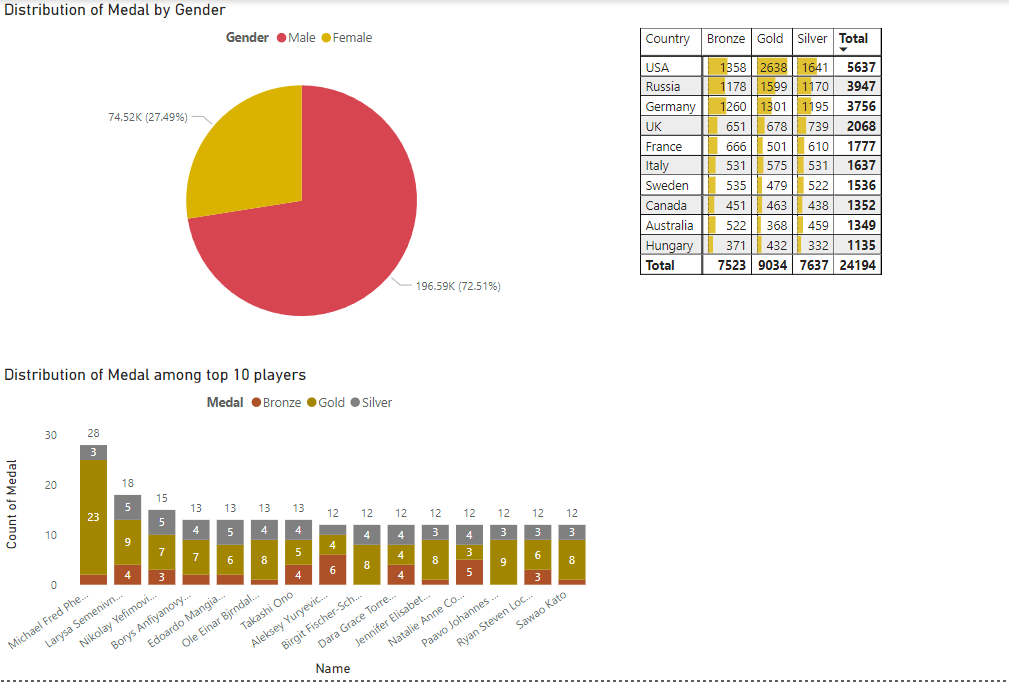 Distribution of Medal by Gender
Gender Male Female
74.52K (27.49%)
196.59K (72.51%)
Country Bronze Gold Silver Total
USA 1358 2638 1641 5637
Russia 1178 1599 1170 3947
Germany 1260 1301 1195 3756
UK 651 678 739 2068
France 666 501 610 1777
Italy 531 575 531 1637
Sweden 535 479 522 1536
Canada 451 463 438 1352
Australia 522 368 459 1349
Hungary 371 432 332 1135
Total 7523 9034 7637 24194
Distribution of Medal among top 10 players
Medal Bronze Gold Silver
Count of Medal
30
20
10
0
28 18 15 13 13 13 13 12 12 12 12 12 12 12 12
3 5 5 4 5 4 4 4 4 3 4 3 3 3
23 9 7 7 6 8 5 4 8 4 8 3 9 6 8
4 3 4 6 4 5 3
Michael Fred Phe...
Larysa Semenivn...
Nikolay Yefimovi...
Borys Anfiyanovy...
Edoardo Mangia...
Ole Einar Bjrndal...
Takashi Ono
Aleksey Yuryevic...
Birgit Fischer-Sch...
Dara Grace Torre...
Jennifer Elisabet...
Natalie Anne Co...
Paavo Johannes ...
Ryan Steven Loc...
Sawao Kato
Name